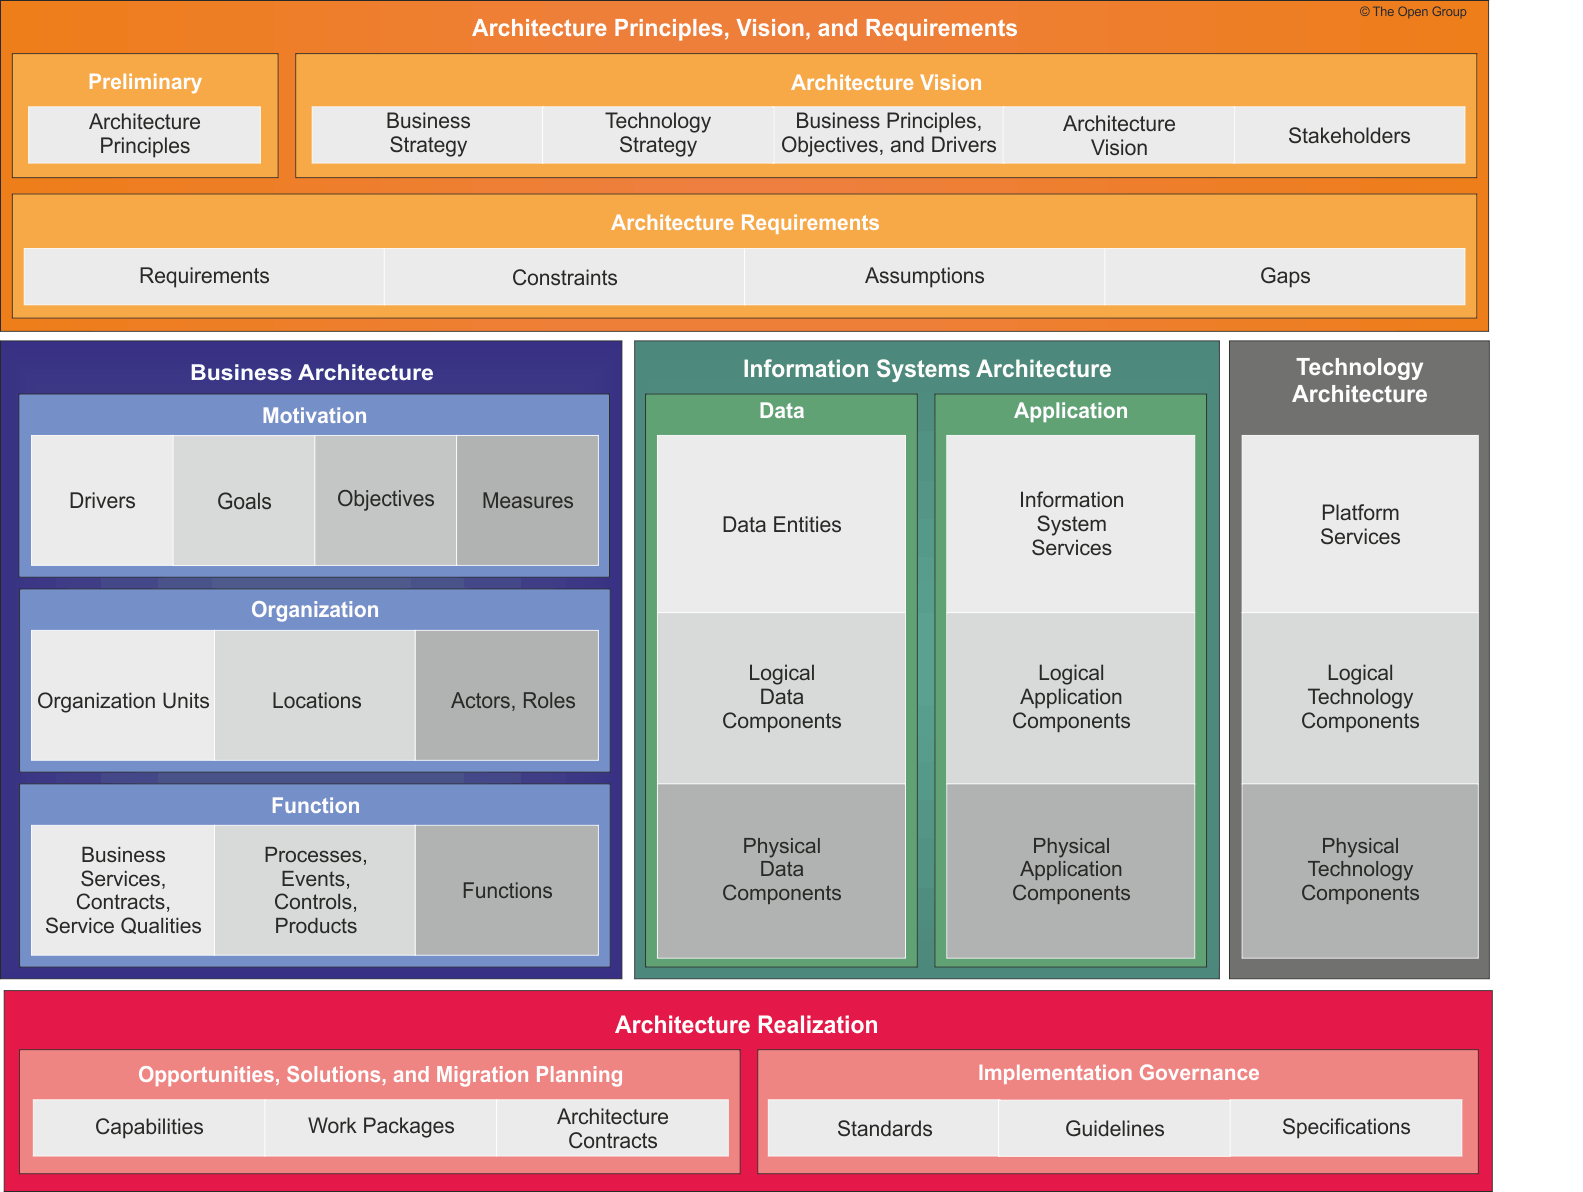 © The Open Group
Architecture Principles, Vision, and Requirements
Preliminary
Architecture
Principles
Architecture Vision
Business
Strategy
Technology
Strategy
Business Principles,
Objectives, and Drivers
Architecture
Vision
Stakeholders
Architecture Requirements
Requirements
Constraints
Assumptions
Gaps
Business Architecture
Motivation
Drivers
Goals
Objectives
Measures
Organization
Organization Units
Locations
Actors, Roles
Function
Business
Services,
Contracts,
Service Qualities
Processes,
Events,
Controls,
Products
Functions
Information Systems Architecture
Data
Data Entities
Logical
Data
Components
Physical
Data
Components
Application
Information
System
Services
Logical
Application
Components
Physical
Application
Components
Technology
Architecture
Platform
Services
Logical
Technology
Components
Physical
Technology
Components
Architecture Realization
Opportunities, Solutions, and Migration Planning
Capabilities
Work Packages
Architecture
Contracts
Implementation Governance
Standards
Guidelines
Specifications